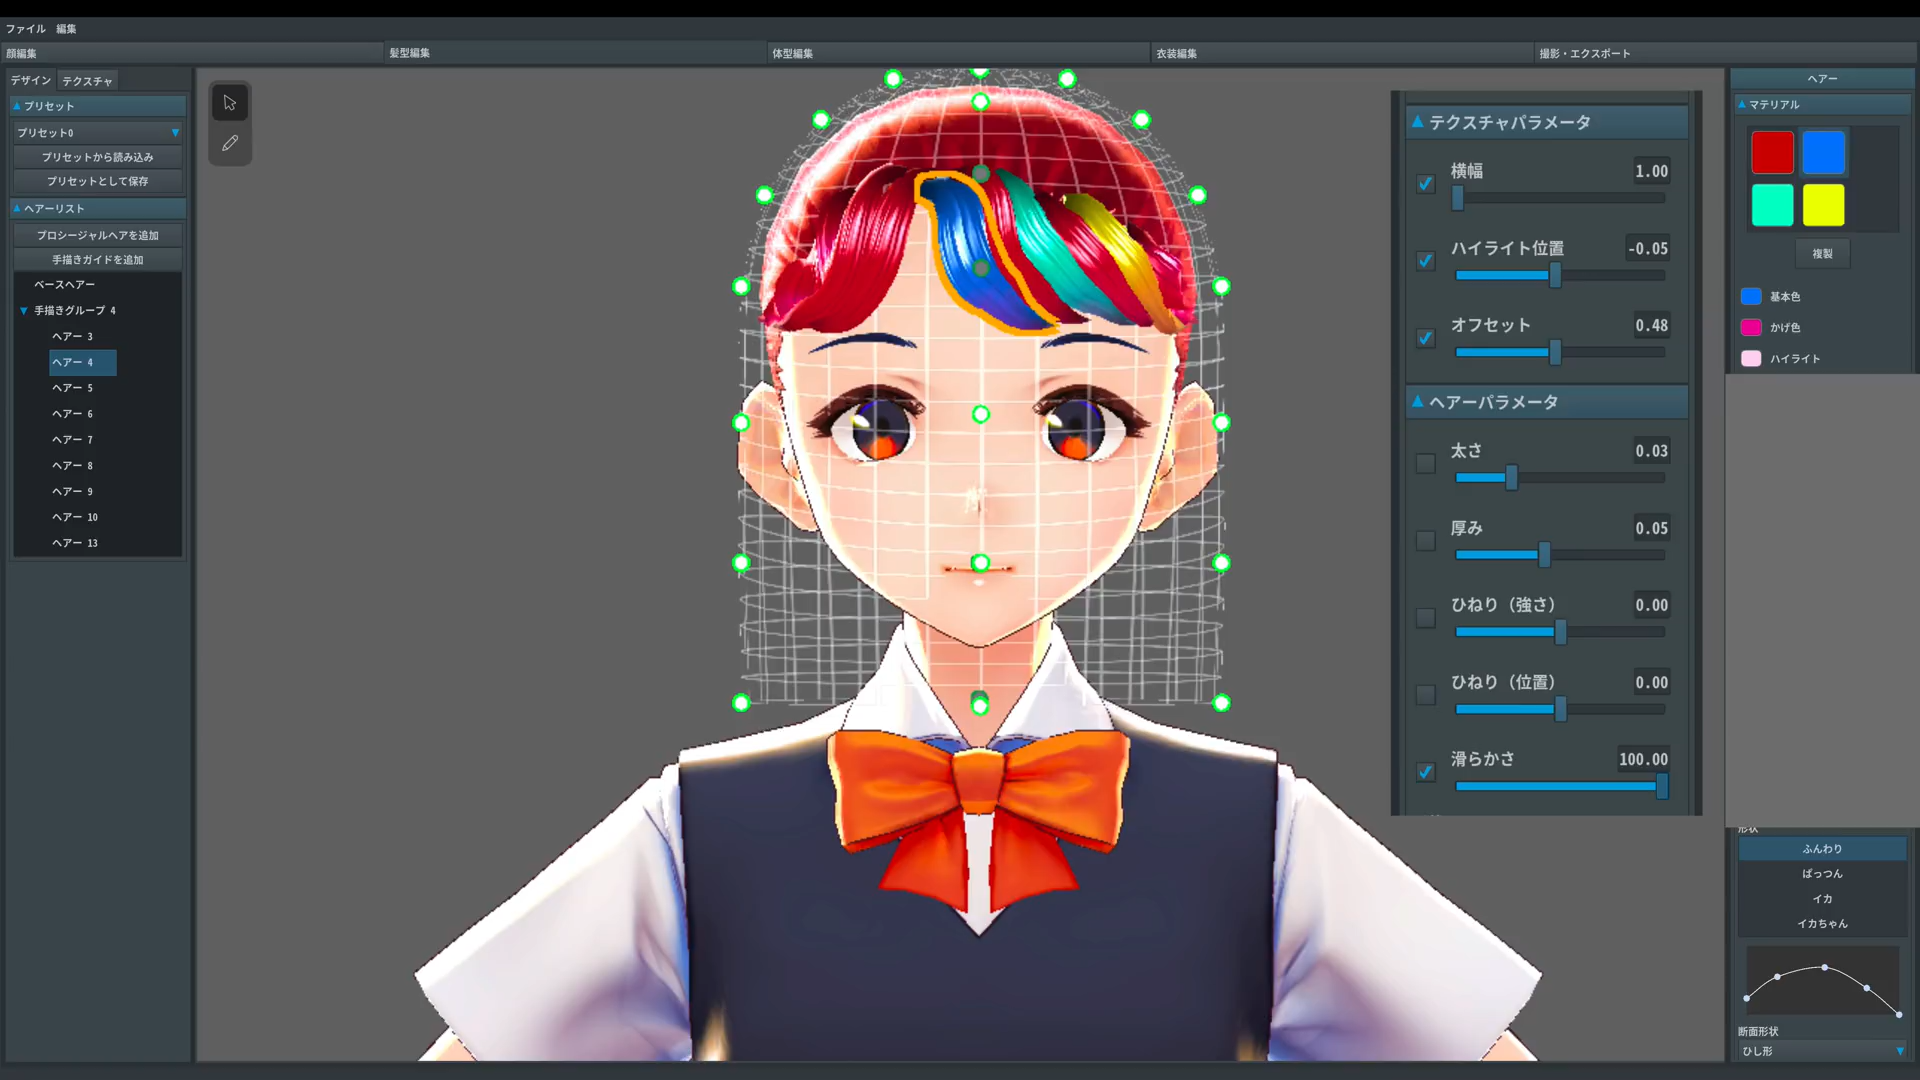 ファイル 編集
顔編集 髪型編集 体型編集 衣装編集 撮影・エクスポート
デザイン テクスチャ
プリセット
プリセット0
プリセットから読み込み
プリセットとして保存
ヘアーリスト
プロシージャルヘアを追加
手描きガイドを追加
ベースヘアー
手描きグループ 4
ヘアー 3
ヘアー 4
ヘアー 5
ヘアー 6
ヘアー 7
ヘアー 8
ヘアー 9
ヘアー 10
ヘアー 13
テクスチャパラメータ
横幅 1.00
ハイライト位置 -0.05
オフセット 0.48
ヘアーパラメータ
太さ 0.03
厚み 0.05
ひねり（強さ） 0.00
ひねり（位置） 0.00
滑らかさ 100.00
ヘアー
マテリアル
複製
基本色
かげ色
ハイライト
形状
ふんわり
ぱっつん
イカ
イカちゃん
断面形状
ひし形